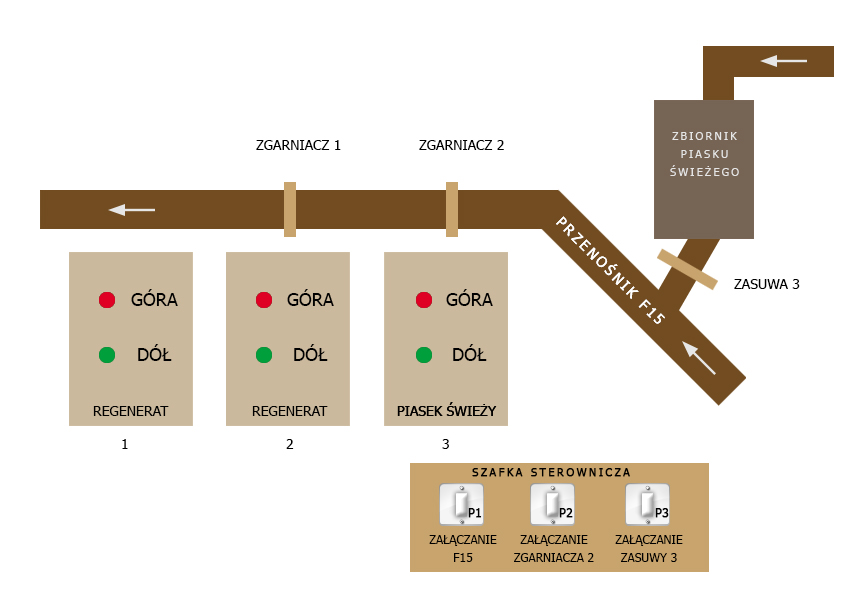 ZBIORNIK
PIASKU
ŚWIEŻEGO
ZGARNIACZ 1
ZGARNIACZ 2
PRZENOŚNIK F15
ZASUWA 3
GÓRA
DÓŁ
REGENERAT
1
GÓRA
DÓŁ
REGENERAT
2
GÓRA
DÓŁ
PIASEK ŚWIEŻY
3
SZAFKA STEROWNICZA
P1
ZAŁĄCZANIE
F15
P2
ZAŁĄCZANIE
ZGARNIACZA 2
P3
ZAŁĄCZANIE
ZASUWY 3